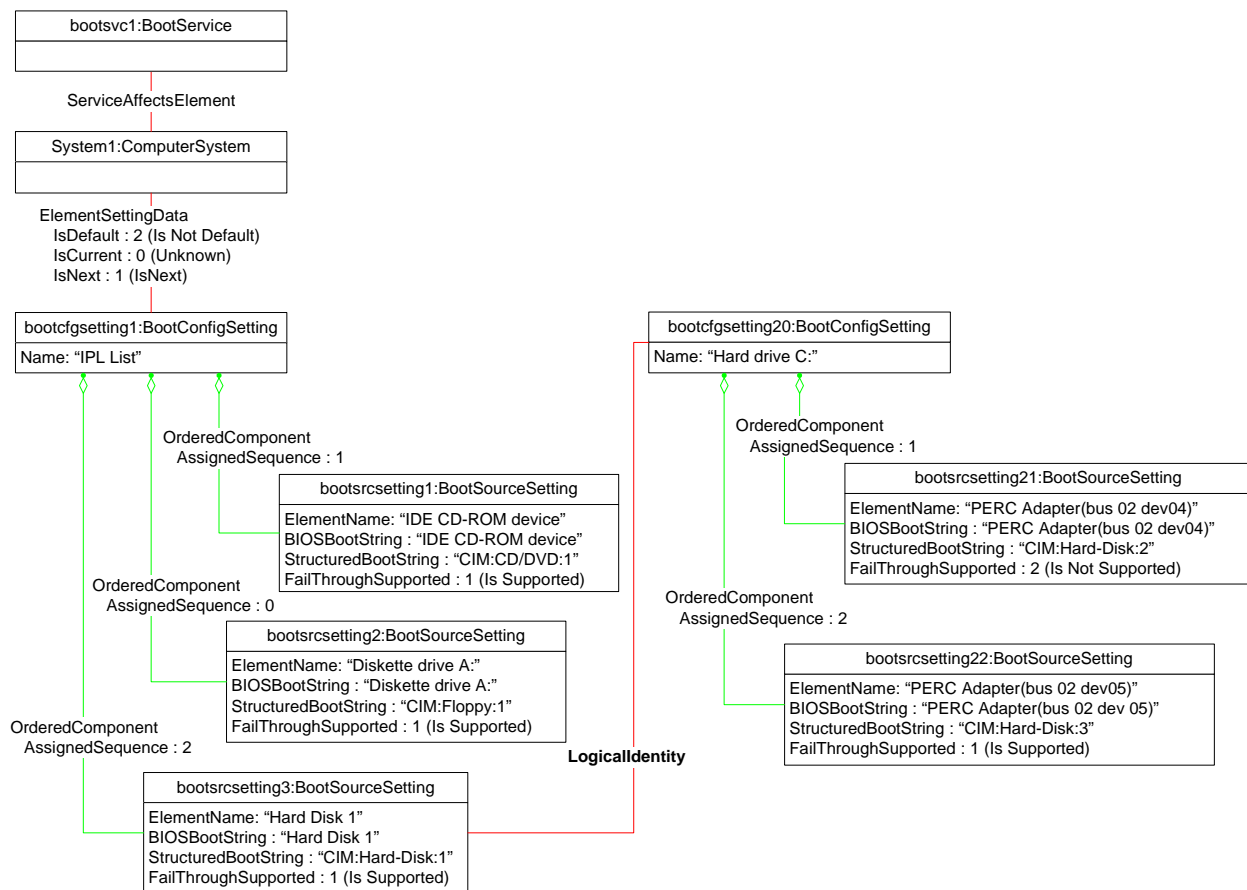 bootsvc1:BootService
ServiceAffectsElement
System1:ComputerSystem
ElementSettingData
IsDefault : 2 (Is Not Default)
IsCurrent : 0 (Unknown)
IsNext : 1 (IsNext)
bootcfgsetting1:BootConfigSetting
Name: “IPL List”
OrderedComponent
AssignedSequence : 1
bootsrcsetting1:BootSourceSetting
ElementName: “IDE CD-ROM device”
BIOSBootString : “IDE CD-ROM device”
StructuredBootString : “CIM:CD/DVD:1”
FailThroughSupported : 1 (Is Supported)
OrderedComponent
AssignedSequence : 0
bootsrcsetting2:BootSourceSetting
ElementName: “Diskette drive A:”
BIOSBootString : “Diskette drive A:”
StructuredBootString : “CIM:Floppy:1”
FailThroughSupported : 1 (Is Supported)
OrderedComponent
AssignedSequence : 2
bootsrcsetting3:BootSourceSetting
ElementName: “Hard Disk 1”
BIOSBootString : “Hard Disk 1”
StructuredBootString : “CIM:Hard-Disk:1”
FailThroughSupported : 1 (Is Supported)
LogicalIdentity
bootcfgsetting20:BootConfigSetting
Name: “Hard drive C:”
OrderedComponent
AssignedSequence : 1
bootsrcsetting21:BootSourceSetting
ElementName: “PERC Adapter(bus 02 dev04)”
BIOSBootString : “PERC Adapter(bus 02 dev04)”
StructuredBootString : “CIM:Hard-Disk:2”
FailThroughSupported : 2 (Is Not Supported)
OrderedComponent
AssignedSequence : 2
bootsrcsetting22:BootSourceSetting
ElementName: “PERC Adapter(bus 02 dev05)”
BIOSBootString : “PERC Adapter(bus 02 dev 05)”
StructuredBootString : “CIM:Hard-Disk:3”
FailThroughSupported : 1 (Is Supported)